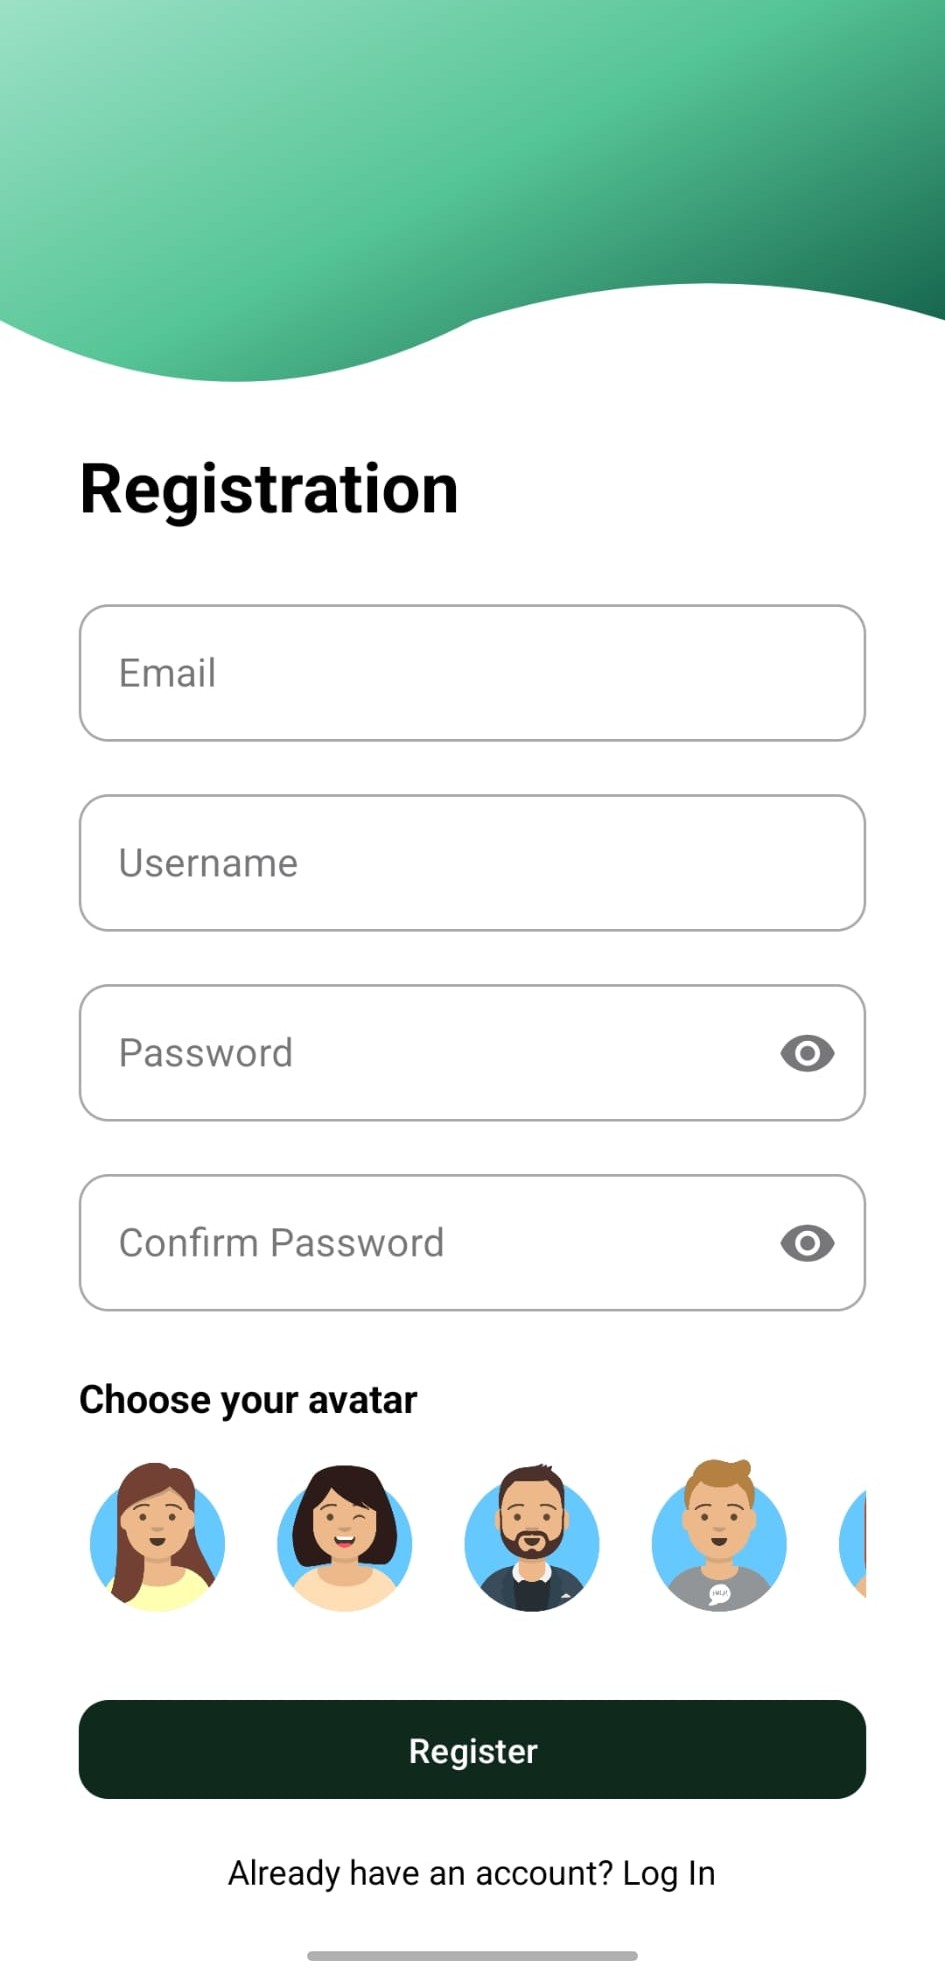 Registration
Email
Username
Password
Confirm Password
Choose your avatar
Register
Already have an account? Log In